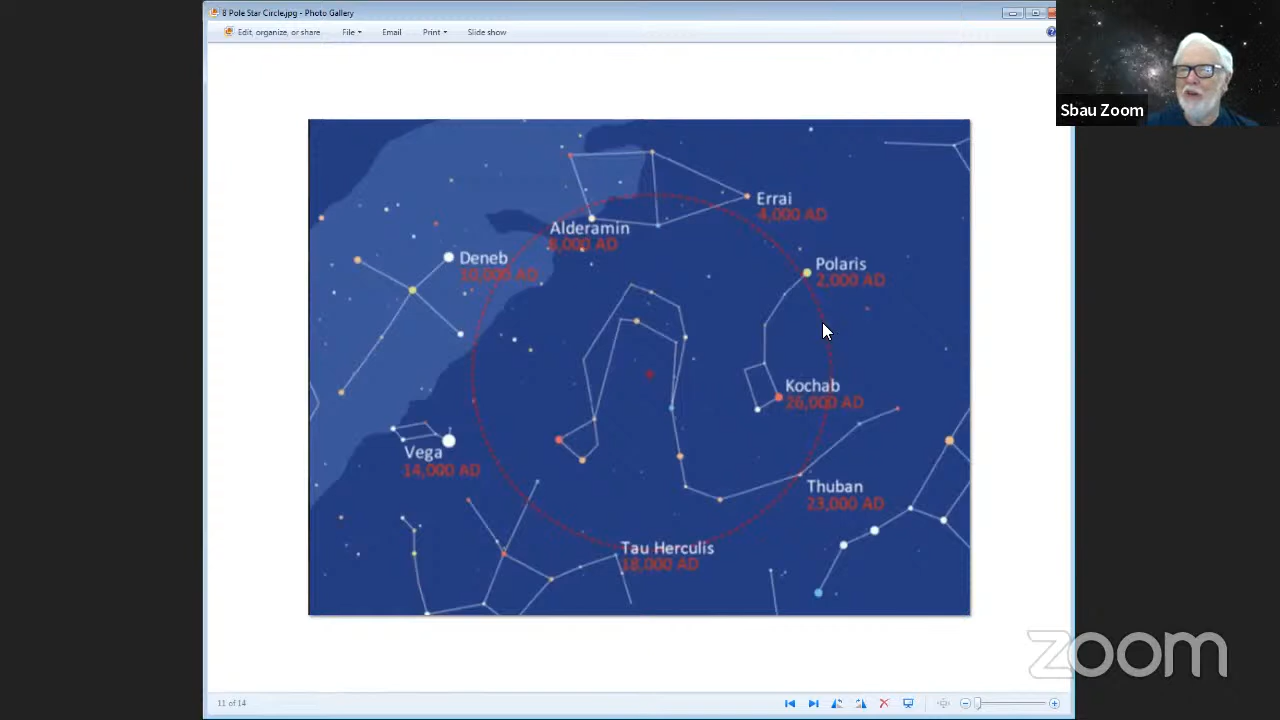 8 Pole Star Circle.jpg - Photo Gallery
Edit, organize, or share File Email Print Slide show
Sbau Zoom
Errai
4,000 AD
Alderamin
8,000 AD
Deneb
10,000 AD
Polaris
2,000 AD
Kochab
26,000 AD
Vega
14,000 AD
Thuban
23,000 AD
Tau Herculis
18,000 AD
zoom
11 of 14